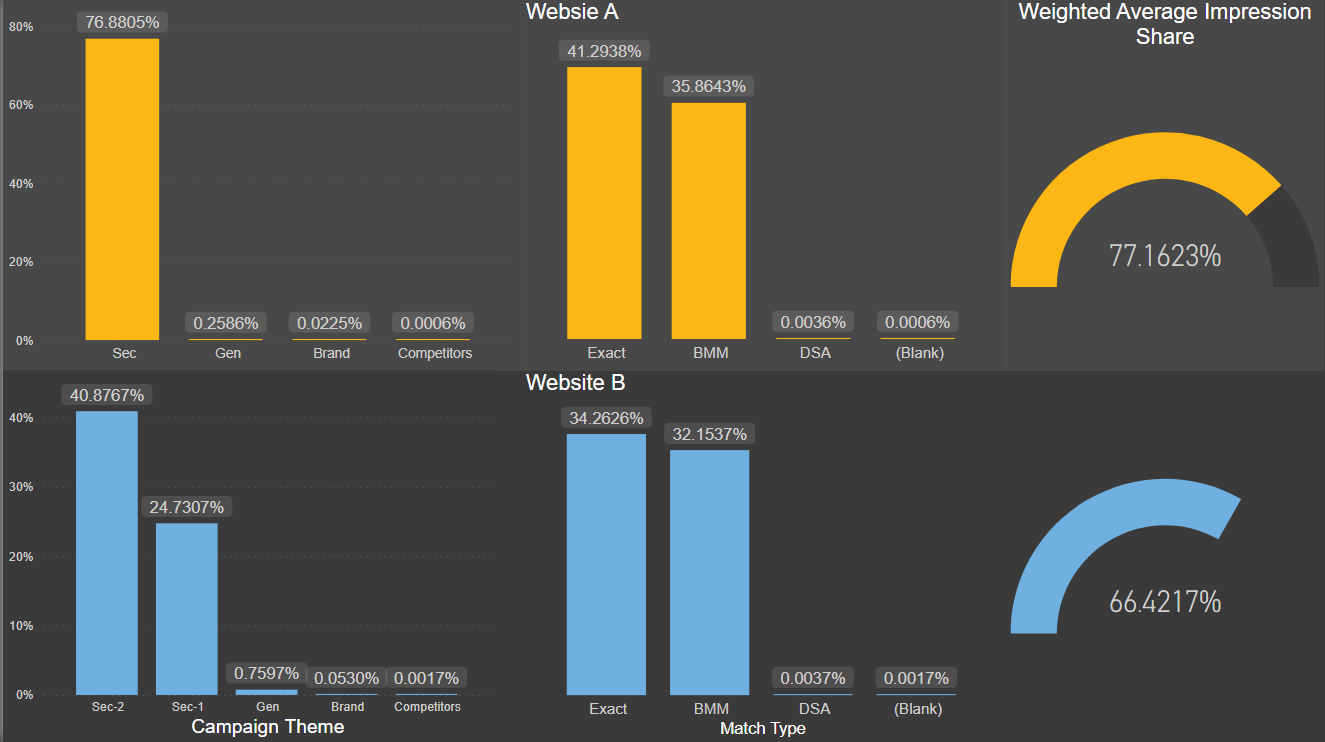 Websie A
Weighted Average Impression
Share
80%
60%
40%
20%
0%
76.8805%
0.2586%
0.0225%
0.0006%
Sec
Gen
Brand
Competitors
41.2938%
35.8643%
0.0036%
0.0006%
Exact
BMM
DSA
(Blank)
77.1623%
Website B
40%
30%
20%
10%
0%
40.8767%
24.7307%
0.7597%
0.0530%
0.0017%
Sec-2
Sec-1
Gen
Brand
Competitors
Campaign Theme
34.2626%
32.1537%
0.0037%
0.0017%
Exact
BMM
DSA
(Blank)
Match Type
66.4217%